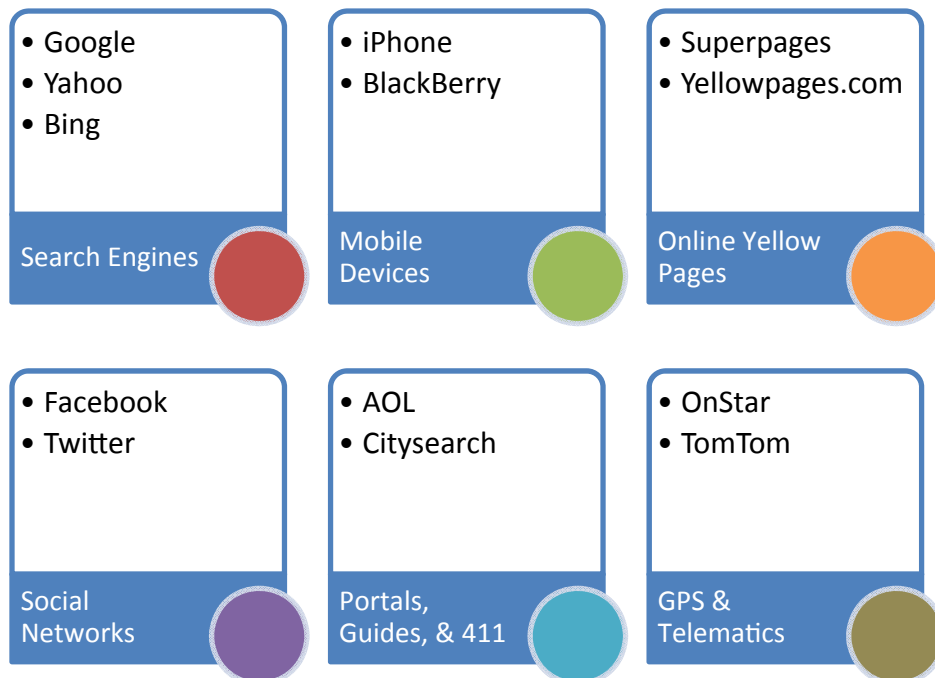 • Google
• Yahoo
• Bing
Search Engines
• iPhone
• BlackBerry
Mobile
Devices
• Superpages
• Yellowpages.com
Online Yellow
Pages
• Facebook
• Twitter
Social
Networks
• AOL
• Citysearch
Portals,
Guides, & 411
• OnStar
• TomTom
GPS &
Telematics